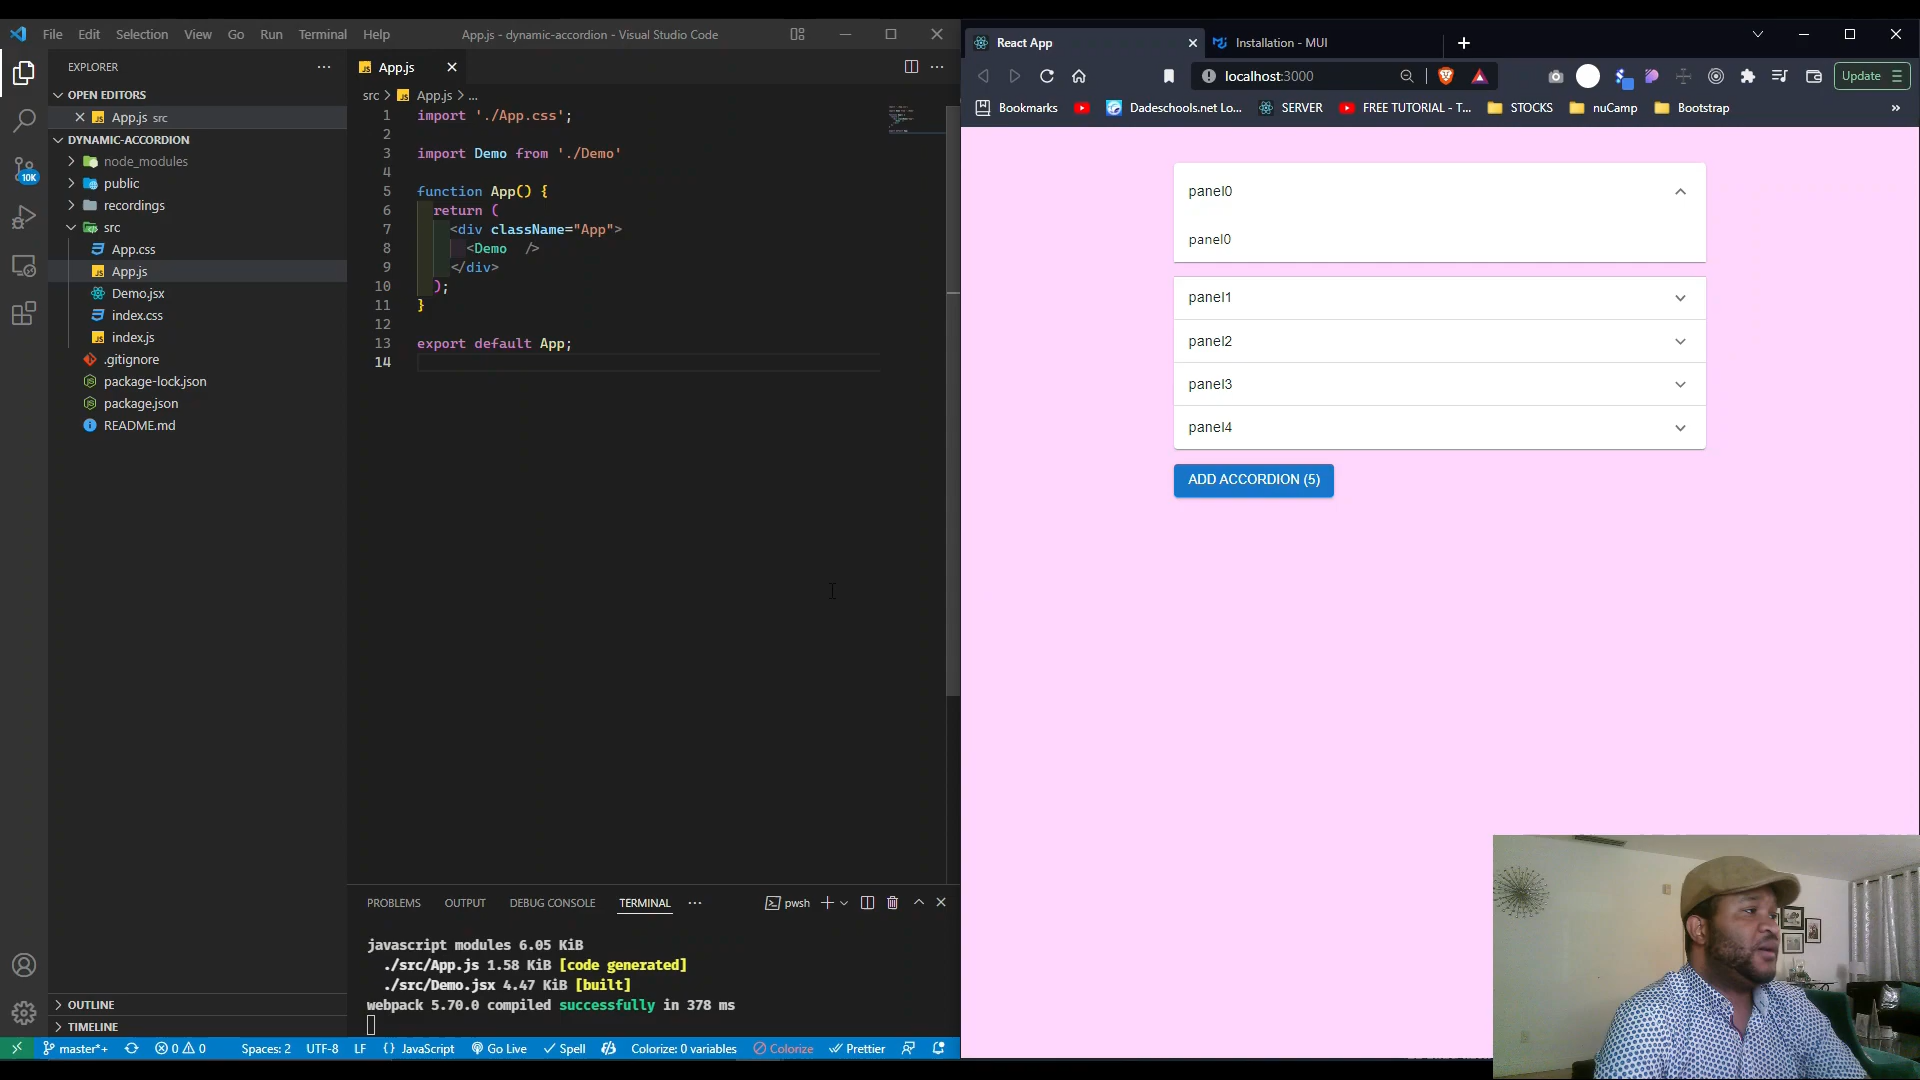 File Edit Selection View Go Run Terminal Help
App.js - dynamic-accordion - Visual Studio Code
EXPLORER
OPEN EDITORS
App.js src
DYNAMIC-ACCORDION
node_modules
public
recordings
src
App.css
App.js
Demo.jsx
index.css
index.js
.gitignore
package-lock.json
package.json
README.md
10K
OUTLINE
TIMELINE
App.js
src > App.js > ...
1 import './App.css';
2
3 import Demo from './Demo'
4
5 function App() {
6 return (
7 <div className="App">
8 <Demo />
9 </div>
10 );
11 }
12
13 export default App;
14
PROBLEMS OUTPUT DEBUG CONSOLE TERMINAL
pwsh
javascript modules 6.05 KiB
./src/App.js 1.58 KiB [code generated]
./src/Demo.jsx 4.47 KiB [built]
webpack 5.70.0 compiled successfully in 378 ms
master*+ 0 0 Spaces: 2 UTF-8 LF {} JavaScript Go Live Spell Colorize: 0 variables Colorize Prettier
React App
Installation - MUI
localhost:3000
Update
Bookmarks Dadeschools.net Lo... SERVER FREE TUTORIAL - T... STOCKS nuCamp Bootstrap »
panel0
panel0
panel1
panel2
panel3
panel4
ADD ACCORDION (5)